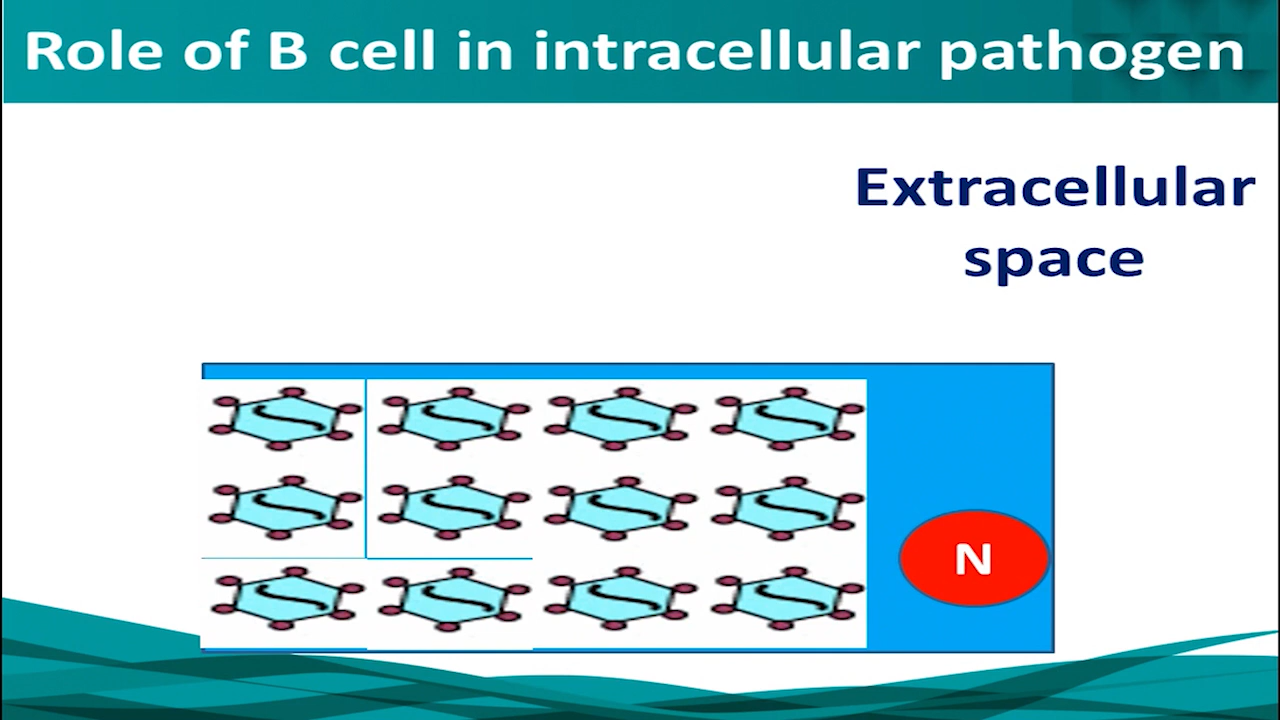 Role of B cell in intracellular pathogen
Extracellular
space
N